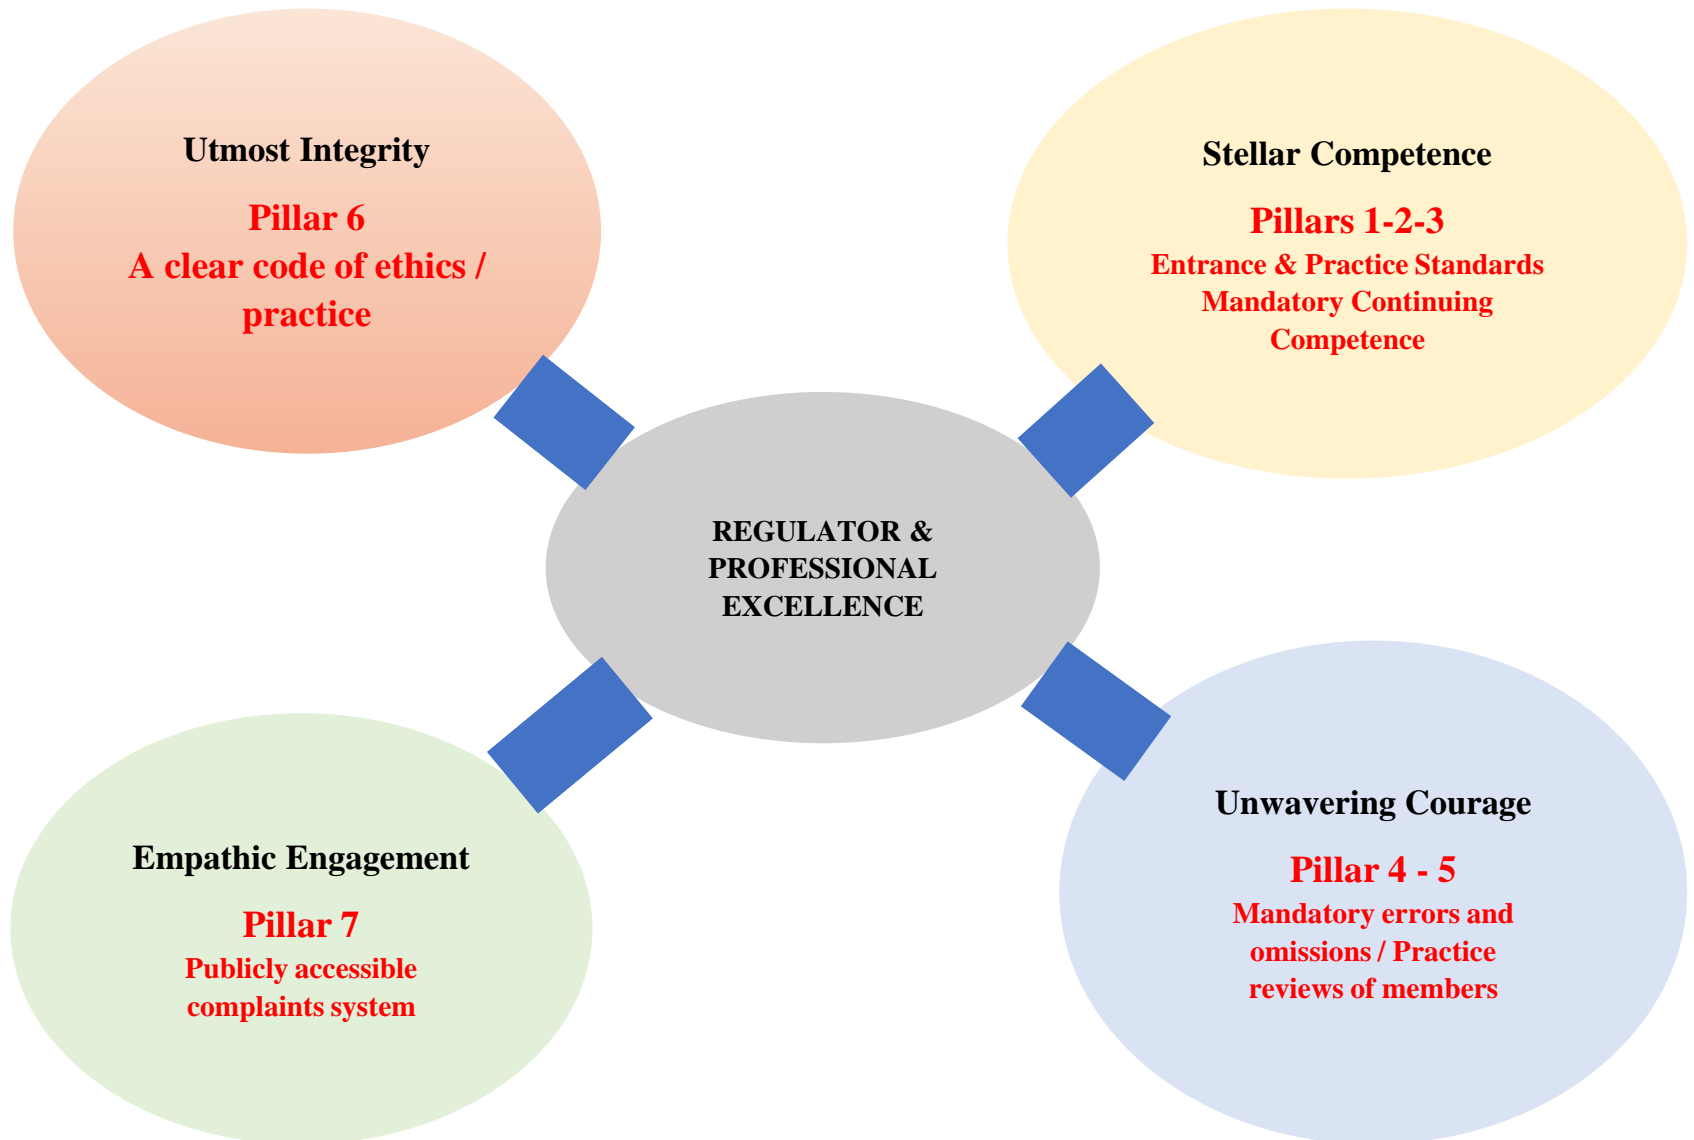 Utmost Integrity
Pillar 6
A clear code of ethics /
practice
Stellar Competence
Pillars 1-2-3
Entrance & Practice Standards
Mandatory Continuing
Competence
REGULATOR &
PROFESSIONAL
EXCELLENCE
Empathic Engagement
Pillar 7
Publicly accessible
complaints system
Unwavering Courage
Pillar 4 - 5
Mandatory errors and
omissions / Practice
reviews of members